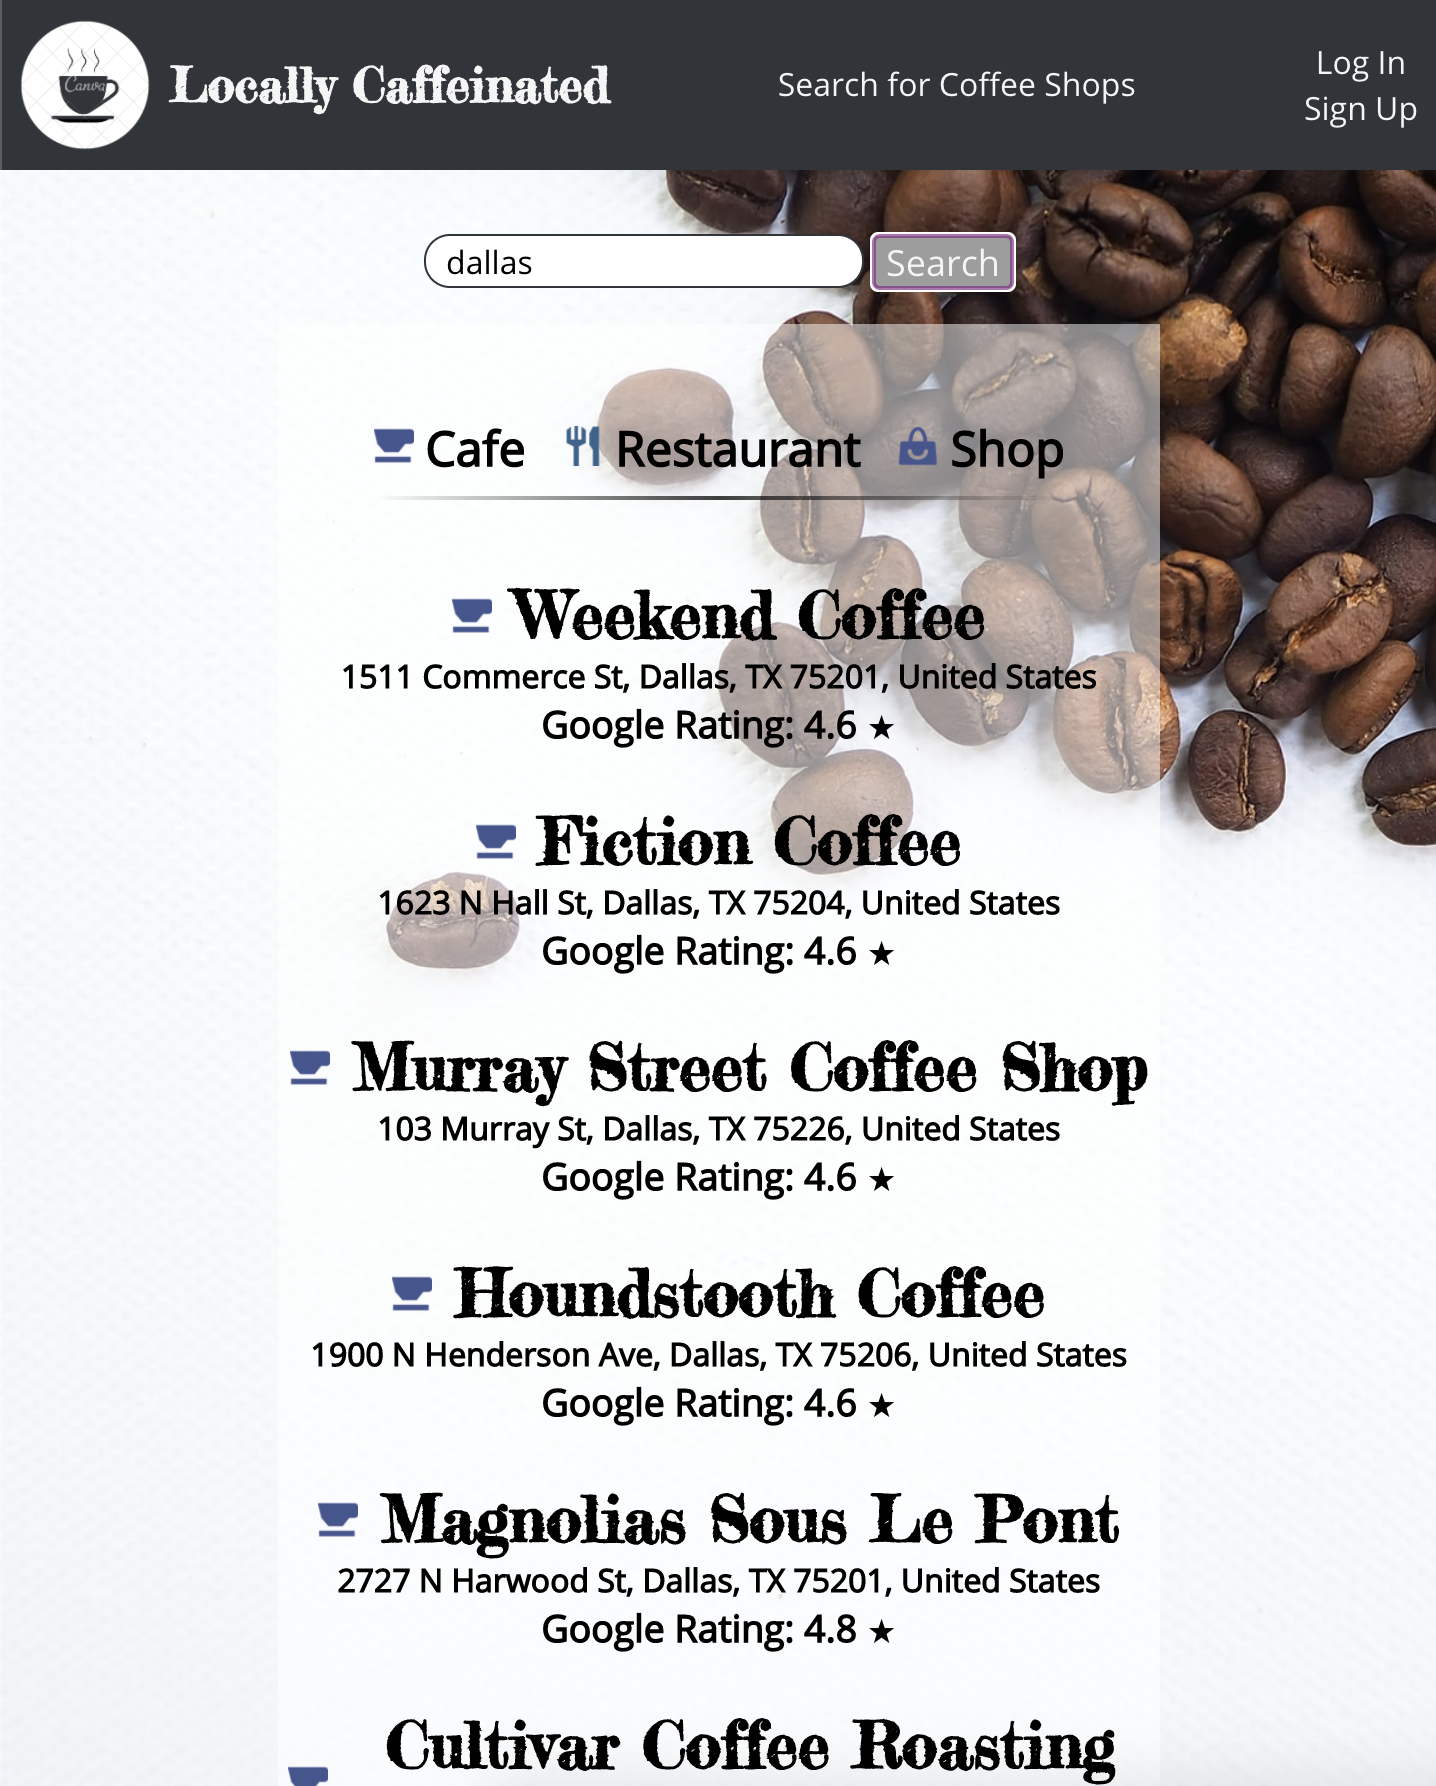 Canva
Locally Caffeinated
Search for Coffee Shops
Log In
Sign Up
dallas
Search
Cafe
Restaurant
Shop
Weekend Coffee
1511 Commerce St, Dallas, TX 75201, United States
Google Rating: 4.6 ★
Fiction Coffee
1623 N Hall St, Dallas, TX 75204, United States
Google Rating: 4.6 ★
Murray Street Coffee Shop
103 Murray St, Dallas, TX 75226, United States
Google Rating: 4.6 ★
Houndstooth Coffee
1900 N Henderson Ave, Dallas, TX 75206, United States
Google Rating: 4.6 ★
Magnolias Sous Le Pont
2727 N Harwood St, Dallas, TX 75201, United States
Google Rating: 4.8 ★
Cultivar Coffee Roasting